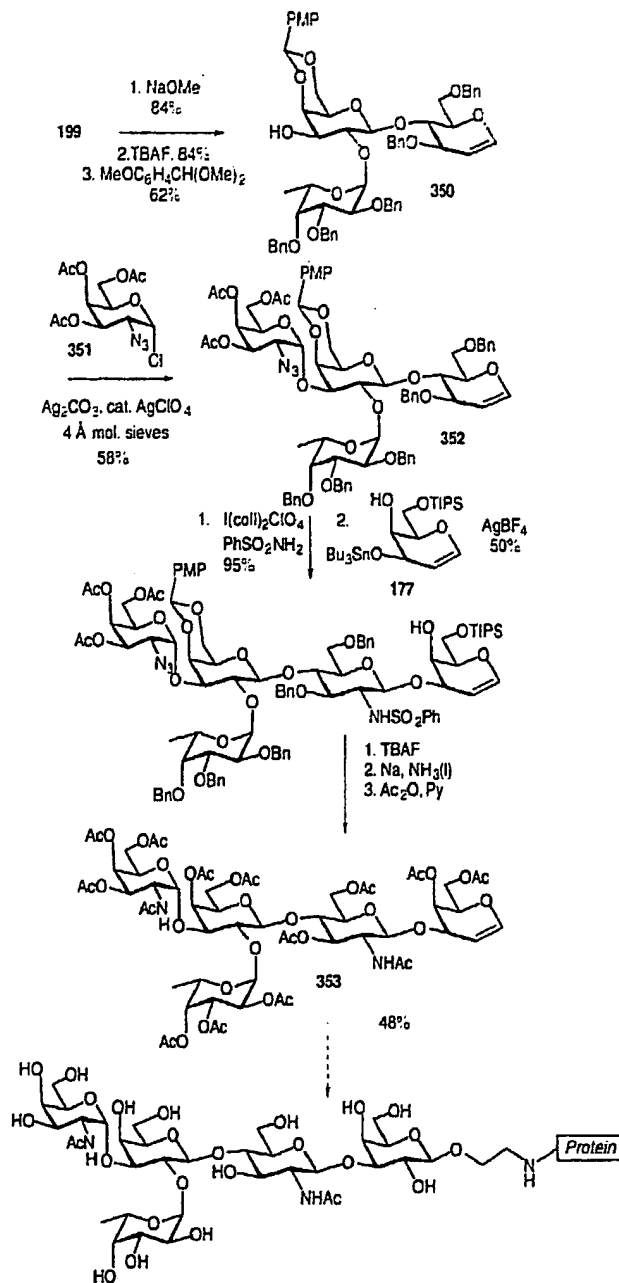 PMP
1. NaOMe
84%
199
2.TBAF, 84%
3. MeOC6H4CH(OMe)2
62%
O
O
HO
O
O
OBn
O
BnO
O
350
O
OBn
OBn
BnO
AcO
OAc
O
AcO
N3
351
Cl
Ag2CO3, cat. AgClO4
4 Å mol. sieves
58%
PMP
AcO
OAc
O
AcO
N3
O
O
O
O
O
OBn
O
BnO
352
O
O
OBn
OBn
BnO
1. I(coll)2ClO4
PhSO2NH2
95%
2.
HO
OTIPS
O
Bu3SnO
177
AgBF4
50%
PMP
AcO
OAc
O
AcO
N3
O
O
O
O
O
OBn
O
BnO
NHSO2Ph
O
HO
OTIPS
O
O
O
OBn
OBn
BnO
1. TBAF
2. Na, NH3(l)
3. Ac2O, Py
AcO
OAc
O
AcO
AcN
H
O
AcO
OAc
O
O
OAc
O
AcO
NHAc
O
AcO
OAc
O
O
O
OAc
OAc
AcO
353
48%
HO
OH
O
HO
AcN
H
O
HO
OH
O
O
OH
O
HO
NHAc
O
HO
OH
O
OH
O
N
H
Protein
O
O
OH
OH
HO